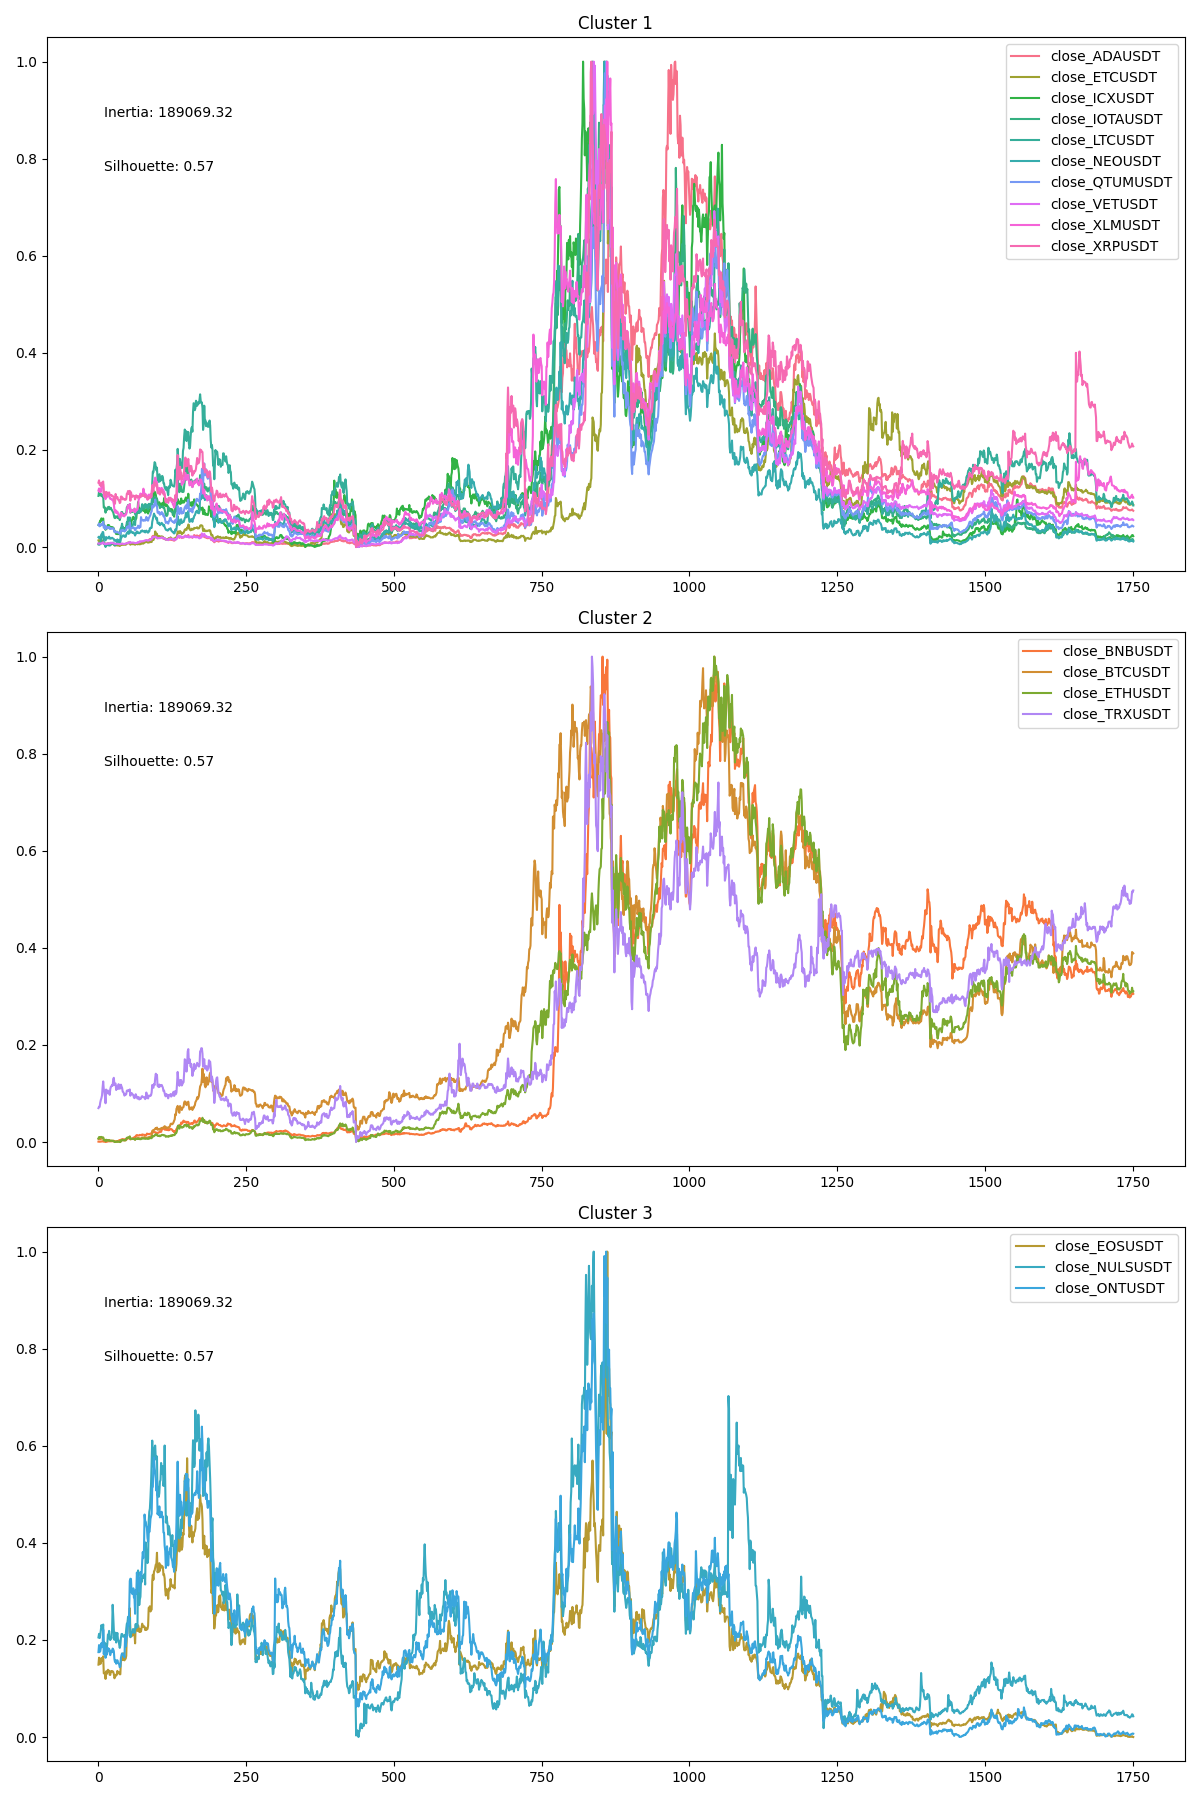 Cluster 1
1.0
0.8
0.6
0.4
0.2
0.0
Inertia: 189069.32
Silhouette: 0.57
close_ADAUSDT
close_ETCUSDT
close_ICXUSDT
close_IOTAUSDT
close_LTCUSDT
close_NEOUSDT
close_QTUMUSDT
close_VETUSDT
close_XLMUSDT
close_XRPUSDT
0 250 500 750 1000 1250 1500 1750
Cluster 2
1.0
0.8
0.6
0.4
0.2
0.0
Inertia: 189069.32
Silhouette: 0.57
close_BNBUSDT
close_BTCUSDT
close_ETHUSDT
close_TRXUSDT
0 250 500 750 1000 1250 1500 1750
Cluster 3
1.0
0.8
0.6
0.4
0.2
0.0
Inertia: 189069.32
Silhouette: 0.57
close_EOSUSDT
close_NULSUSDT
close_ONTUSDT
0 250 500 750 1000 1250 1500 1750